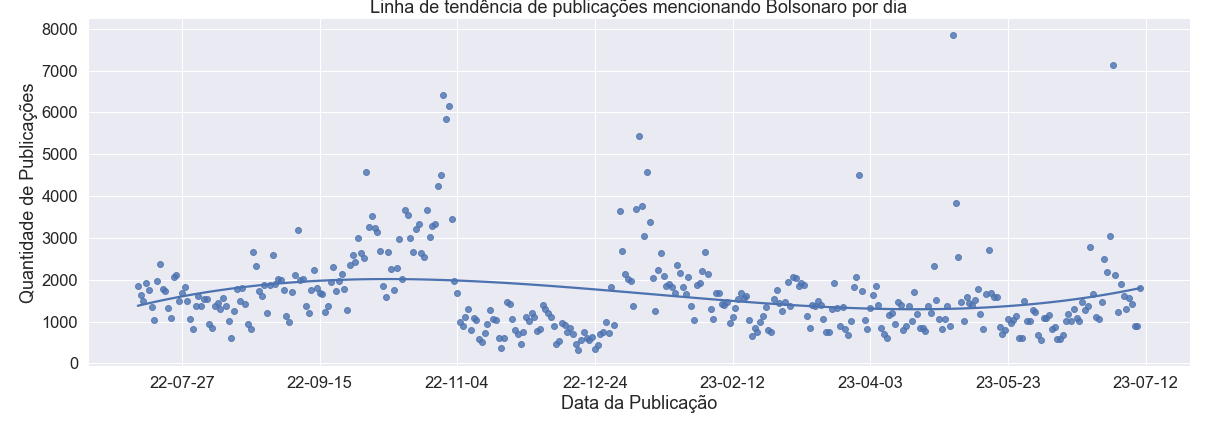 Linha de tendência de publicações mencionando Bolsonaro por dia
Quantidade de Publicações
8000
7000
6000
5000
4000
3000
2000
1000
0
22-07-27 22-09-15 22-11-04 22-12-24 23-02-12 23-04-03 23-05-23 23-07-12
Data da Publicação